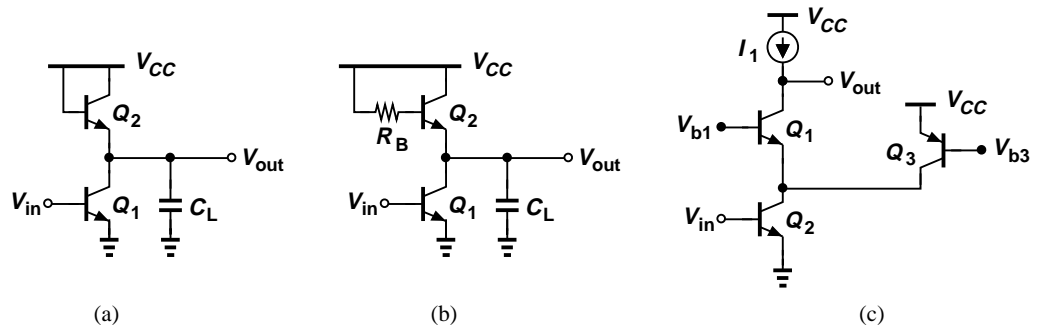 V_CC
Q_2
V_out
V_in
Q_1
C_L
(a)
V_CC
R_B
Q_2
V_out
V_in
Q_1
C_L
(b)
V_CC
I_1
V_out
V_b1
Q_1
V_CC
Q_3
V_b3
V_in
Q_2
(c)